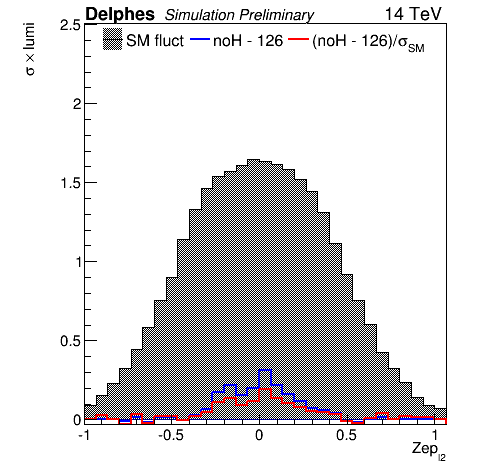 Delphes Simulation Preliminary 14 TeV
σ × lumi
SM fluct noH - 126 (noH - 126)/σSM
2.5
2
1.5
1
0.5
0
-1 -0.5 0 0.5 1
Zepl2